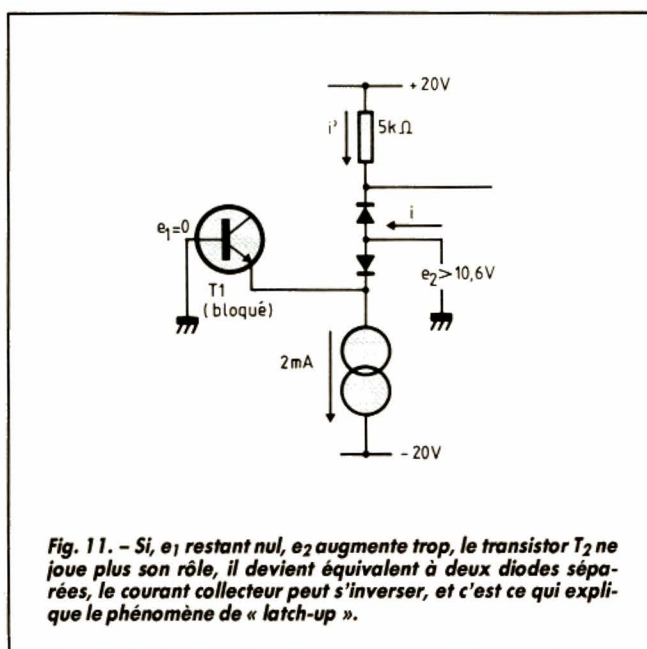 +20V
i'
5kΩ
i
e₁=0
e₂>10,6V
T1
(bloqué)
2mA
-20V
Fig. 11. – Si, e₁ restant nul, e₂ augmente trop, le transistor T₂ ne
joue plus son rôle, il devient équivalent à deux diodes sépa-
rées, le courant collecteur peut s'inverser, et c'est ce qui expli-
que le phénomène de « latch-up ».